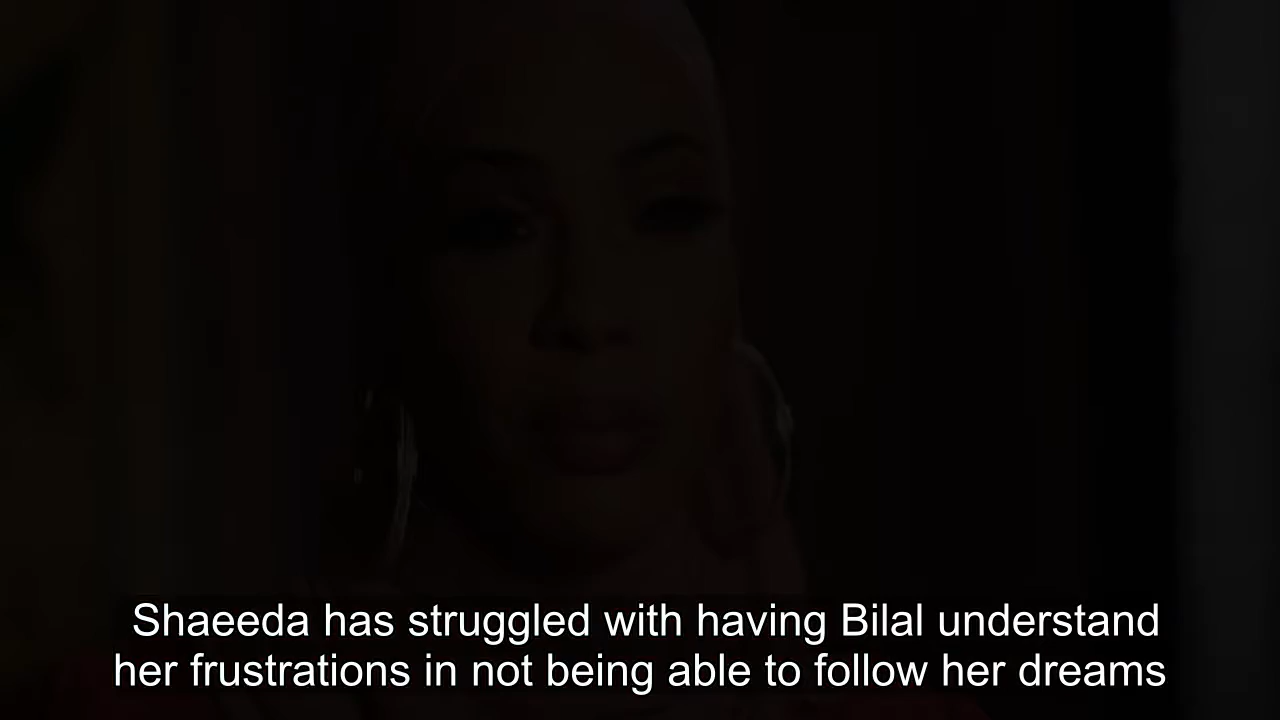 Shaeeda has struggled with having Bilal understand
her frustrations in not being able to follow her dreams